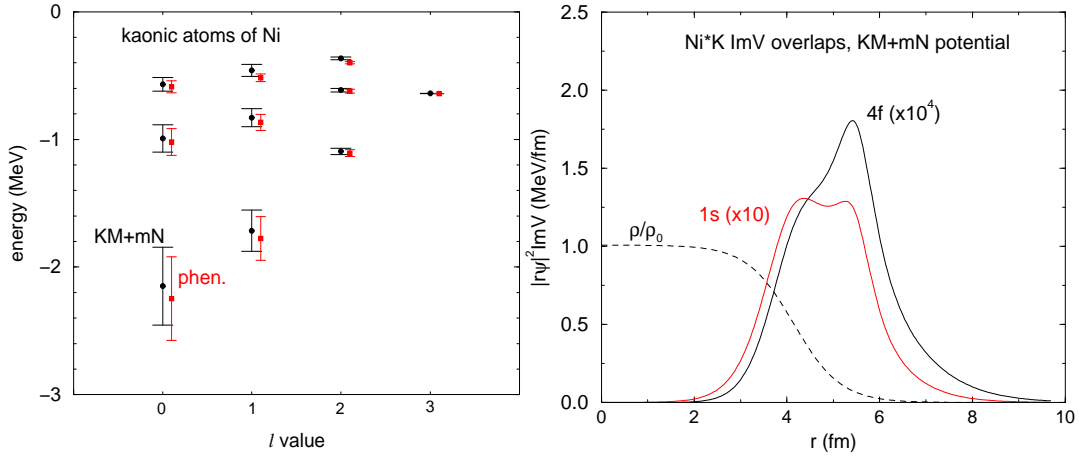 0
−1
−2
−3
energy (MeV)
kaonic atoms of Ni
KM+mN
phen.
0
1
2
3
l value
2.5
2.0
1.5
1.0
0.5
0.0
|rψ|²ImV (MeV/fm)
Ni*K ImV overlaps, KM+mN potential
4f (x10⁴)
1s (x10)
ρ/ρ₀
0
2
4
6
8
10
r (fm)